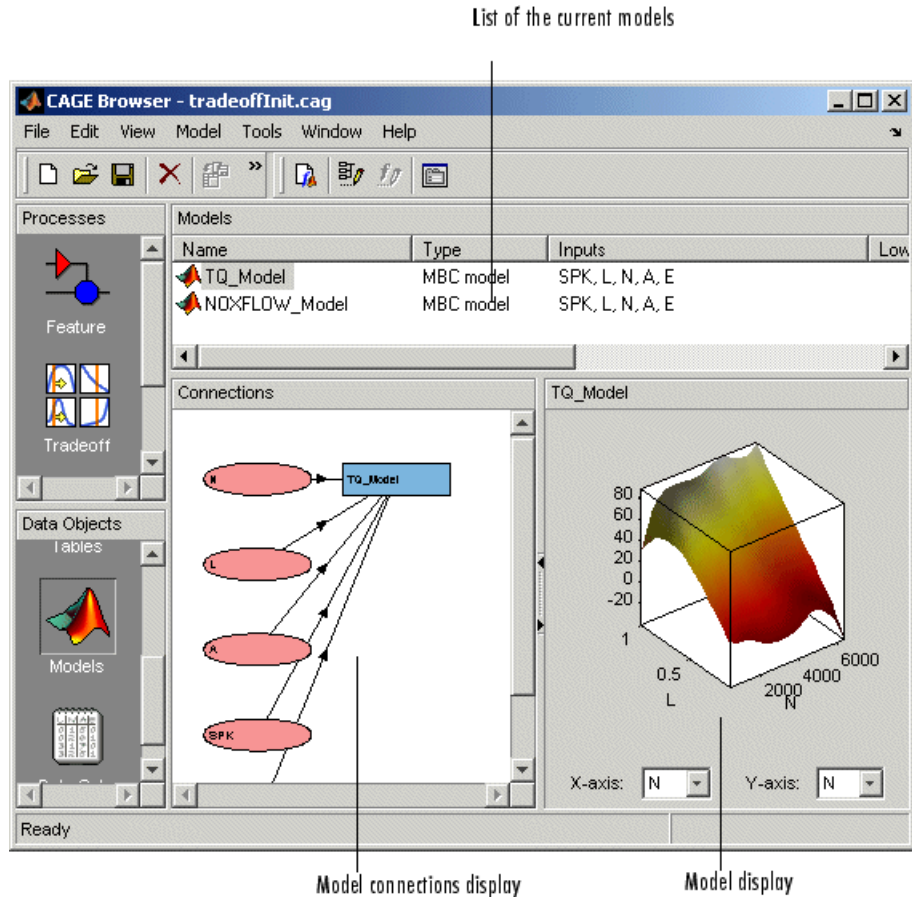 List of the current models
CAGE Browser - tradeoffInit.cag
File Edit View Model Tools Window Help
Processes
Models
Name Type Inputs Low
TQ_Model MBC model SPK, L, N, A, E
NOXFLOW_Model MBC model SPK, L, N, A, E
Feature
Tradeoff
Connections
TQ_Model
N
TQ_Model
L
A
SPK
80
60
40
20
0
-20
1
0.5
L
2000
4000
6000
N
Data Objects
Tables
Models
X-axis: N Y-axis: N
Ready
Model connections display
Model display